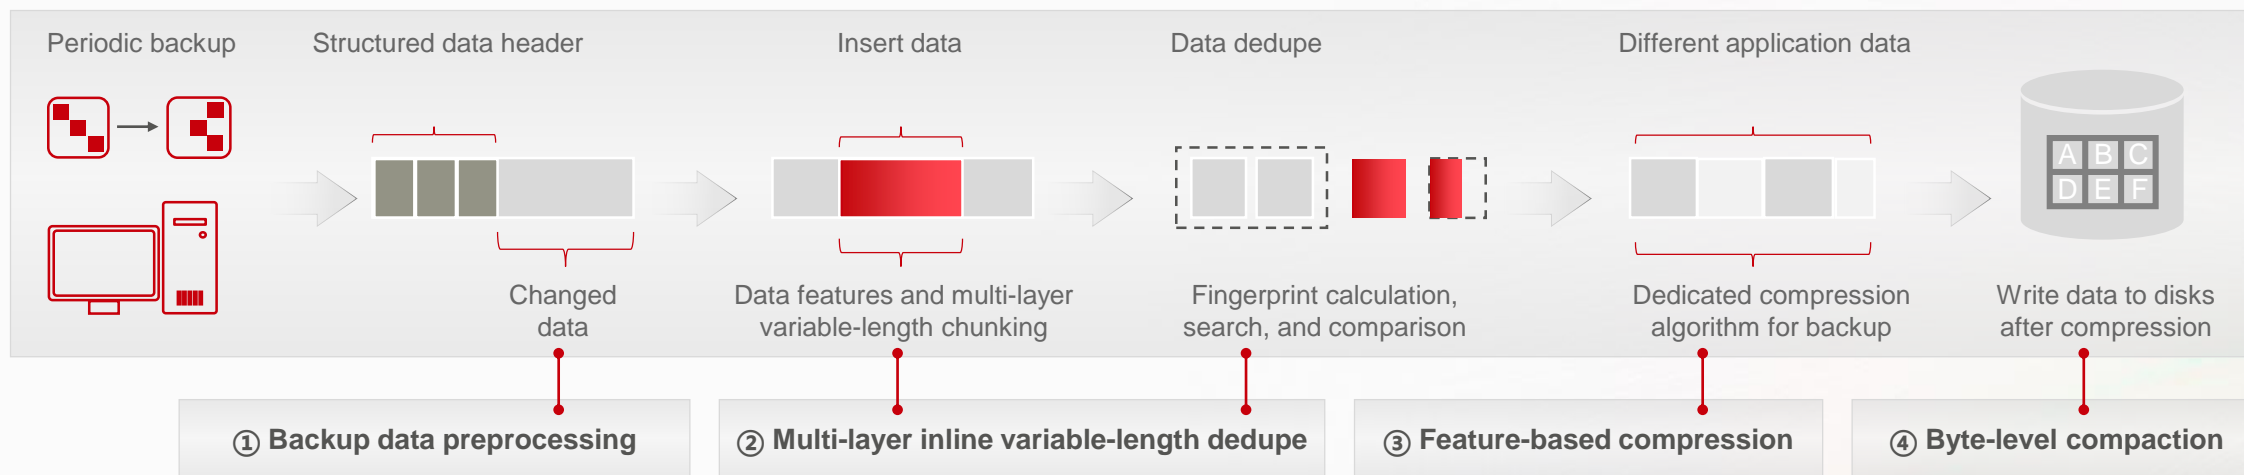 Periodic backup
Structured data header
Insert data
Data dedupe
Different application data
A B C
D E F
Changed
data
Data features and multi-layer
variable-length chunking
Fingerprint calculation,
search, and comparison
Dedicated compression
algorithm for backup
Write data to disks
after compression
① Backup data preprocessing
② Multi-layer inline variable-length dedupe
③ Feature-based compression
④ Byte-level compaction